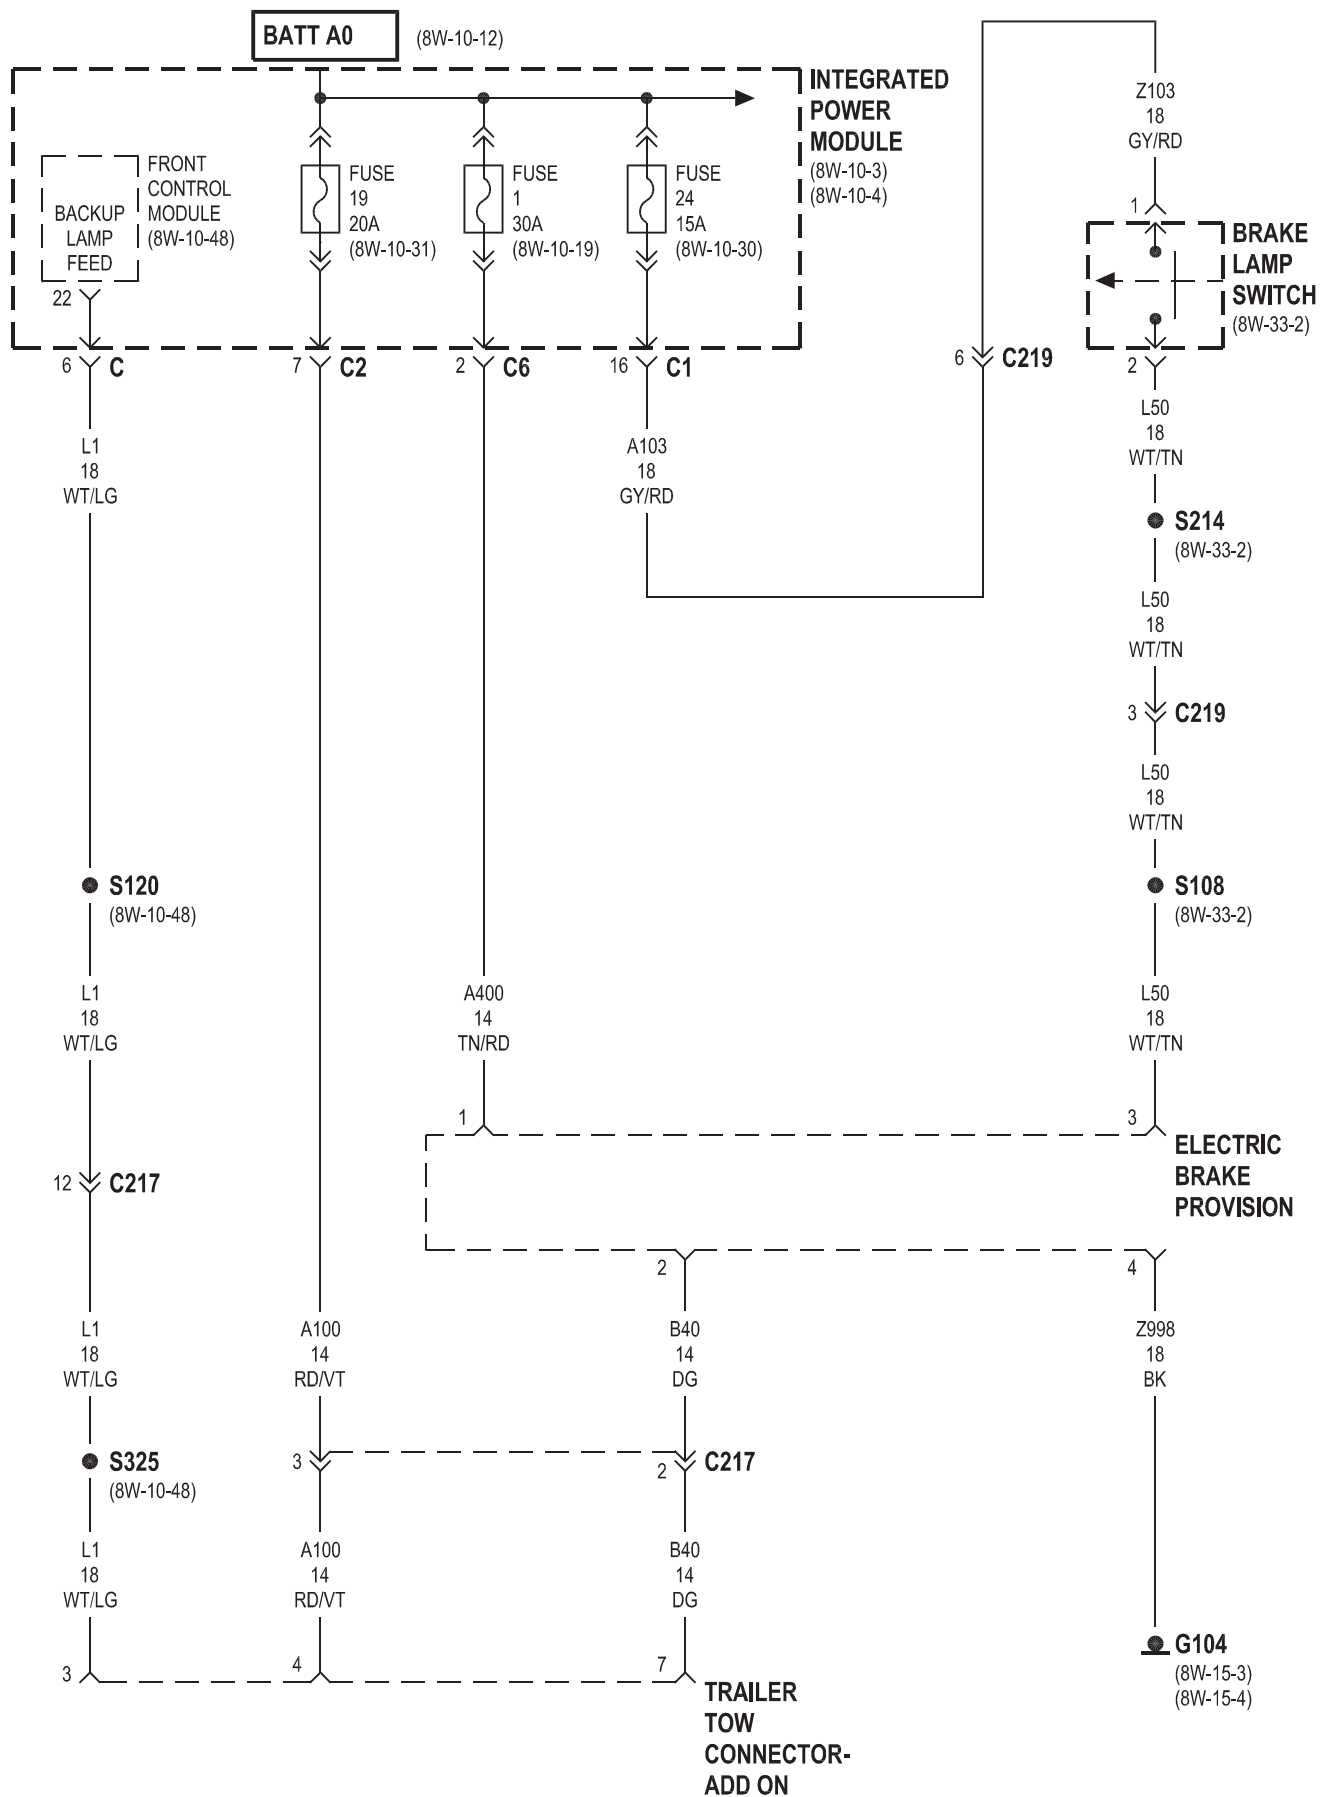 BATT A0
(8W-10-12)
INTEGRATED
POWER
MODULE
(8W-10-3)
(8W-10-4)
FRONT
CONTROL
MODULE
(8W-10-48)
BACKUP
LAMP
FEED
22
FUSE
19
20A
(8W-10-31)
FUSE
1
30A
(8W-10-19)
FUSE
24
15A
(8W-10-30)
Z103
18
GY/RD
1
BRAKE
LAMP
SWITCH
(8W-33-2)
2
6 C
7 C2
2 C6
16 C1
6 C219
L1
18
WT/LG
A103
18
GY/RD
L50
18
WT/TN
S214
(8W-33-2)
L50
18
WT/TN
3 C219
L50
18
WT/TN
S120
(8W-10-48)
S108
(8W-33-2)
L1
18
WT/LG
A400
14
TN/RD
L50
18
WT/TN
1
3
ELECTRIC
BRAKE
PROVISION
12 C217
2
4
L1
18
WT/LG
A100
14
RD/VT
B40
14
DG
Z998
18
BK
S325
(8W-10-48)
3
2 C217
L1
18
WT/LG
A100
14
RD/VT
B40
14
DG
G104
(8W-15-3)
(8W-15-4)
3
4
7
TRAILER
TOW
CONNECTOR-
ADD ON